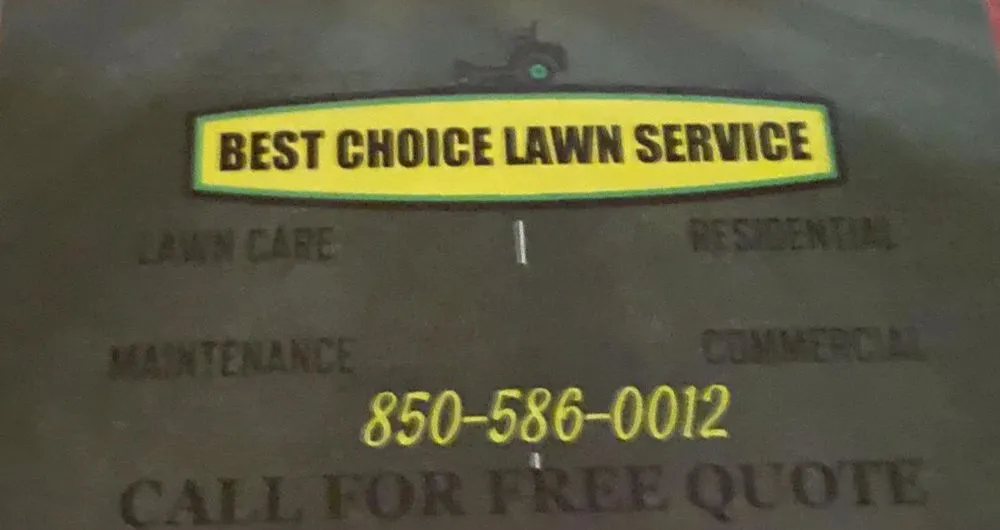 BEST CHOICE LAWN SERVICE
LAWN CARE
RESIDENTIAL
MAINTENANCE
COMMERCIAL
850-586-0012
CALL FOR FREE QUOTE